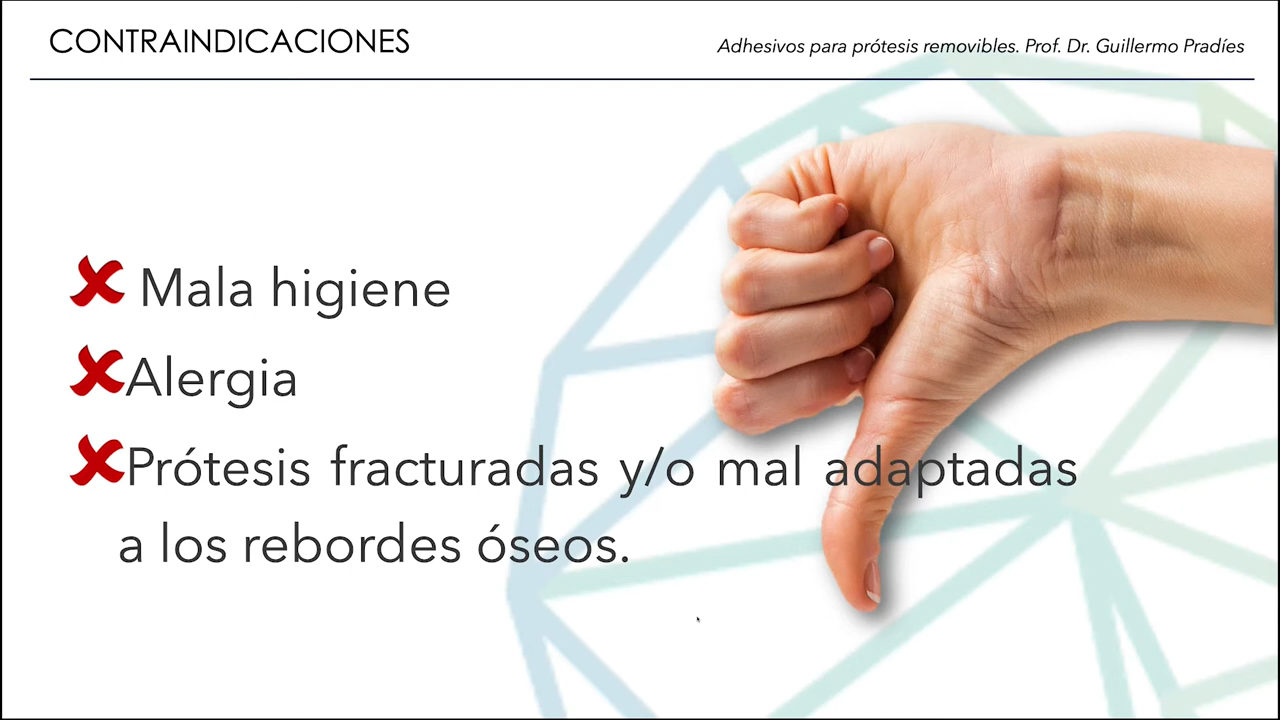 CONTRAINDICACIONES
Adhesivos para prótesis removibles. Prof. Dr. Guillermo Pradíes
Mala higiene
Alergia
Prótesis fracturadas y/o mal adaptadas
a los rebordes óseos.